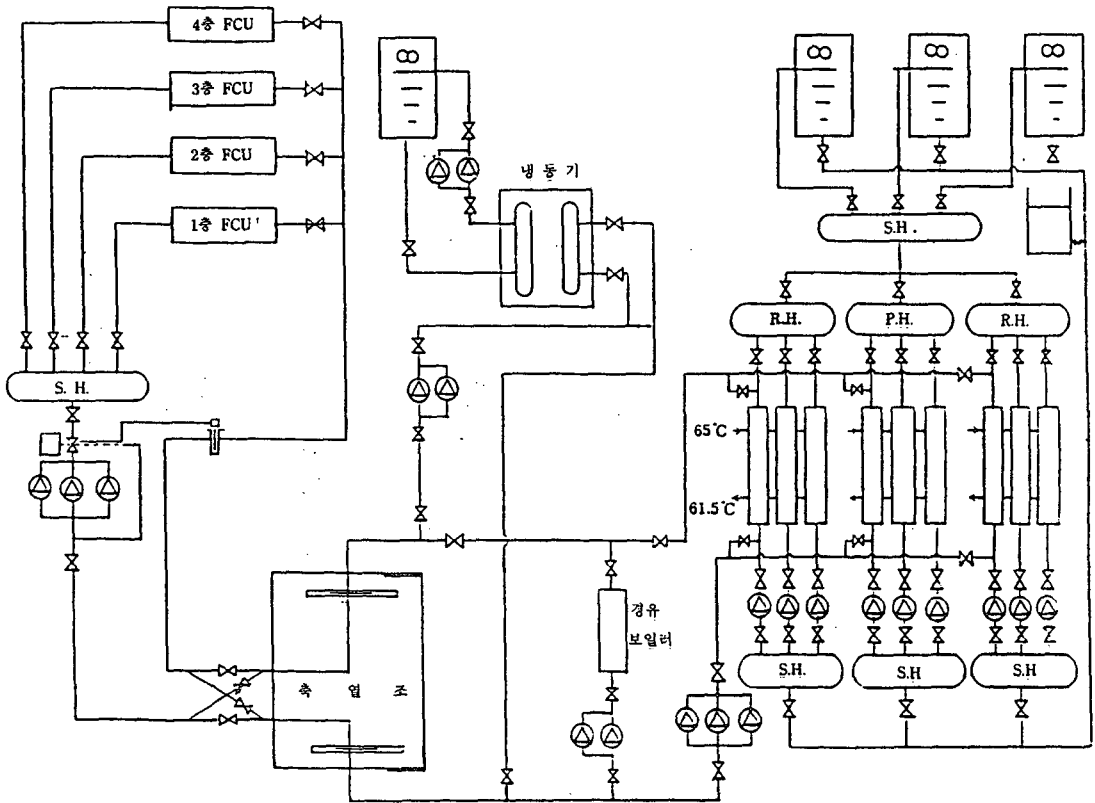 4층 FCU
3층 FCU
2층 FCU
1층 FCU
S. H.
냉 동 기
S.H.
R.H.
P.H.
R.H.
65℃
61.5℃
경유
보일러
축 열 조
S.H.
S.H
S.H